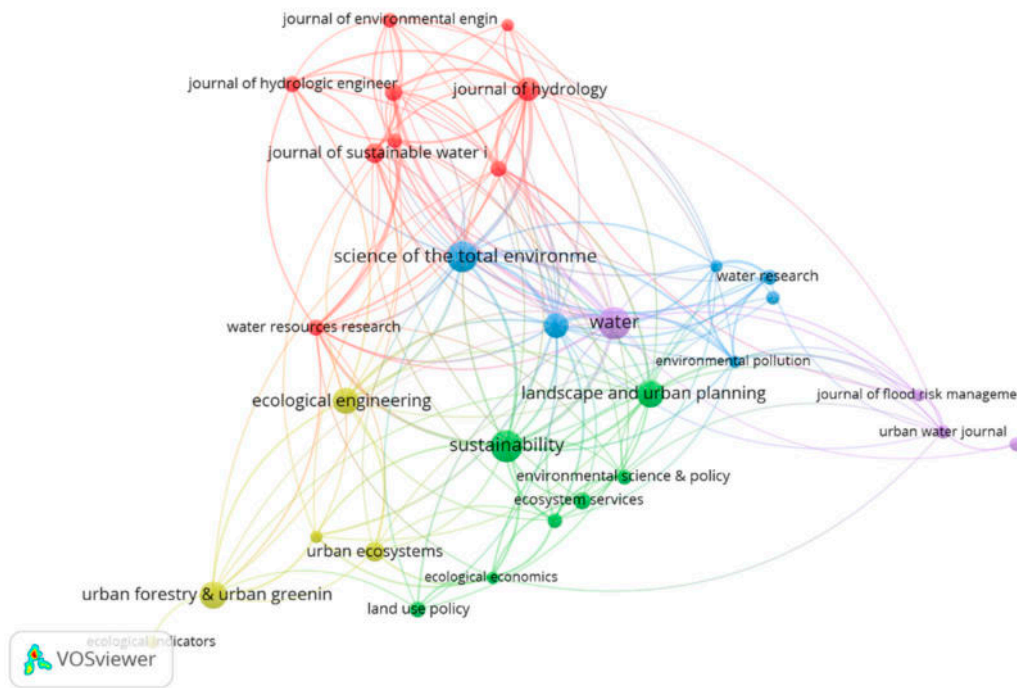 journal of environmental engin
journal of hydrologic engineer
journal of hydrology
journal of sustainable water i
science of the total environme
water research
water resources research
water
environmental pollution
landscape and urban planning
journal of flood risk manageme
ecological engineering
urban water journal
sustainability
environmental science & policy
ecosystem services
urban ecosystems
ecological economics
urban forestry & urban greenin
land use policy
ecological indicators
VOSviewer